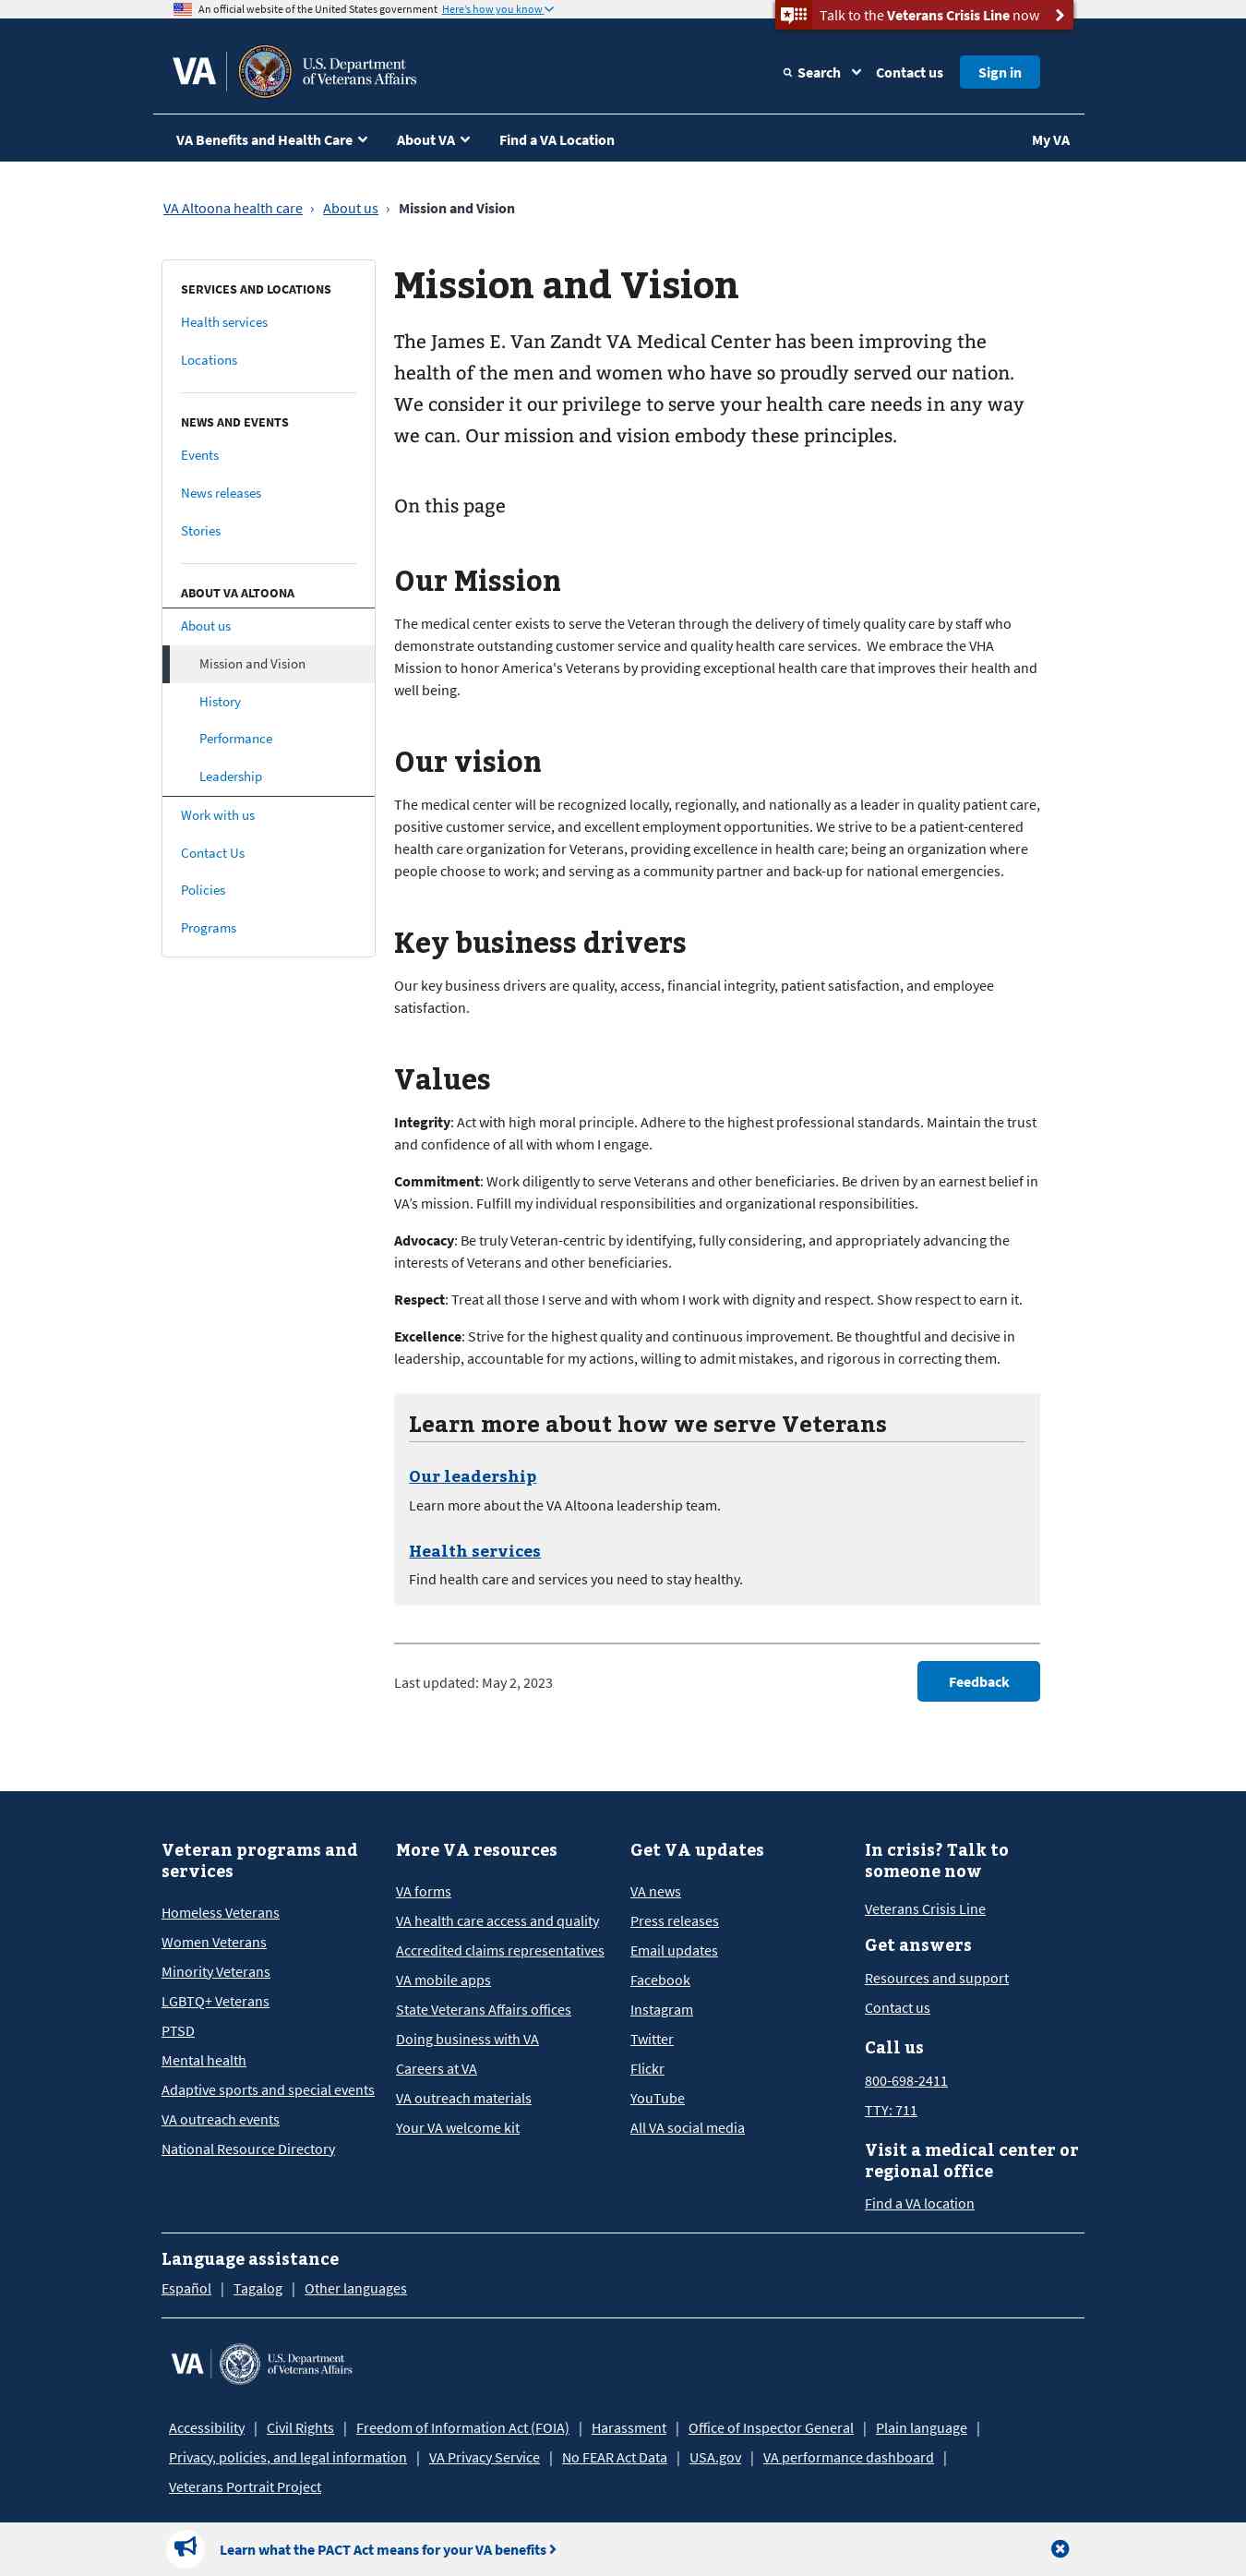 An official website of the United States government Here's how you know
Talk to the Veterans Crisis Line now
VA
U.S. Department
of Veterans Affairs
Search
Contact us
Sign in
VA Benefits and Health Care
About VA
Find a VA Location
My VA
VA Altoona health care › About us › Mission and Vision
SERVICES AND LOCATIONS
Health services
Locations
NEWS AND EVENTS
Events
News releases
Stories
ABOUT VA ALTOONA
About us
Mission and Vision
History
Performance
Leadership
Work with us
Contact Us
Policies
Programs
Mission and Vision
The James E. Van Zandt VA Medical Center has been improving the
health of the men and women who have so proudly served our nation.
We consider it our privilege to serve your health care needs in any way
we can. Our mission and vision embody these principles.
On this page
Our Mission
The medical center exists to serve the Veteran through the delivery of timely quality care by staff who
demonstrate outstanding customer service and quality health care services.  We embrace the VHA
Mission to honor America's Veterans by providing exceptional health care that improves their health and
well being.
Our vision
The medical center will be recognized locally, regionally, and nationally as a leader in quality patient care,
positive customer service, and excellent employment opportunities. We strive to be a patient-centered
health care organization for Veterans, providing excellence in health care; being an organization where
people choose to work; and serving as a community partner and back-up for national emergencies.
Key business drivers
Our key business drivers are quality, access, financial integrity, patient satisfaction, and employee
satisfaction.
Values
Integrity: Act with high moral principle. Adhere to the highest professional standards. Maintain the trust
and confidence of all with whom I engage.
Commitment: Work diligently to serve Veterans and other beneficiaries. Be driven by an earnest belief in
VA’s mission. Fulfill my individual responsibilities and organizational responsibilities.
Advocacy: Be truly Veteran-centric by identifying, fully considering, and appropriately advancing the
interests of Veterans and other beneficiaries.
Respect: Treat all those I serve and with whom I work with dignity and respect. Show respect to earn it.
Excellence: Strive for the highest quality and continuous improvement. Be thoughtful and decisive in
leadership, accountable for my actions, willing to admit mistakes, and rigorous in correcting them.
Learn more about how we serve Veterans
Our leadership
Learn more about the VA Altoona leadership team.
Health services
Find health care and services you need to stay healthy.
Last updated: May 2, 2023
Feedback
Veteran programs and
services
Homeless Veterans
Women Veterans
Minority Veterans
LGBTQ+ Veterans
PTSD
Mental health
Adaptive sports and special events
VA outreach events
National Resource Directory
More VA resources
VA forms
VA health care access and quality
Accredited claims representatives
VA mobile apps
State Veterans Affairs offices
Doing business with VA
Careers at VA
VA outreach materials
Your VA welcome kit
Get VA updates
VA news
Press releases
Email updates
Facebook
Instagram
Twitter
Flickr
YouTube
All VA social media
In crisis? Talk to
someone now
Veterans Crisis Line
Get answers
Resources and support
Contact us
Call us
800-698-2411
TTY: 711
Visit a medical center or
regional office
Find a VA location
Language assistance
Español | Tagalog | Other languages
VA
U.S. Department
of Veterans Affairs
Accessibility | Civil Rights | Freedom of Information Act (FOIA) | Harassment | Office of Inspector General | Plain language |
Privacy, policies, and legal information | VA Privacy Service | No FEAR Act Data | USA.gov | VA performance dashboard |
Veterans Portrait Project
Learn what the PACT Act means for your VA benefits